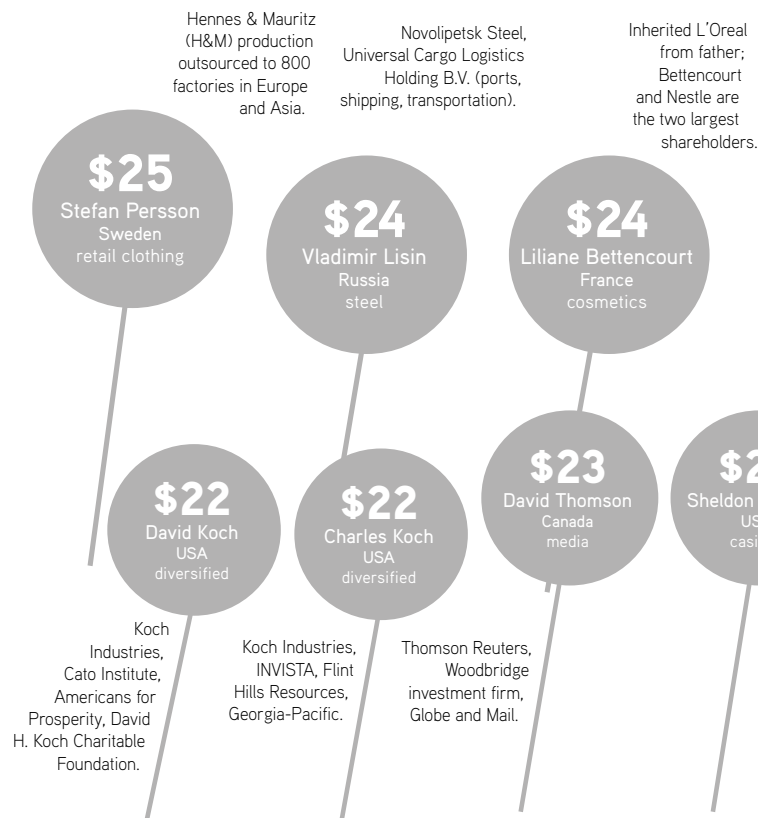 Hennes & Mauritz
(H&M) production
outsourced to 800
factories in Europe
and Asia.
Novolipetsk Steel,
Universal Cargo Logistics
Holding B.V. (ports,
shipping, transportation).
Inherited L'Oreal
from father;
Bettencourt
and Nestle are
the two largest
shareholders.
$25
Stefan Persson
Sweden
retail clothing
$24
Vladimir Lisin
Russia
steel
$24
Liliane Bettencourt
France
cosmetics
$22
David Koch
USA
diversified
$22
Charles Koch
USA
diversified
$23
David Thomson
Canada
media
Sheldon
Koch
Industries,
Cato Institute,
Americans for
Prosperity, David
H. Koch Charitable
Foundation.
Koch Industries,
INVISTA, Flint
Hills Resources,
Georgia-Pacific.
Thomson Reuters,
Woodbridge
investment firm,
Globe and Mail.